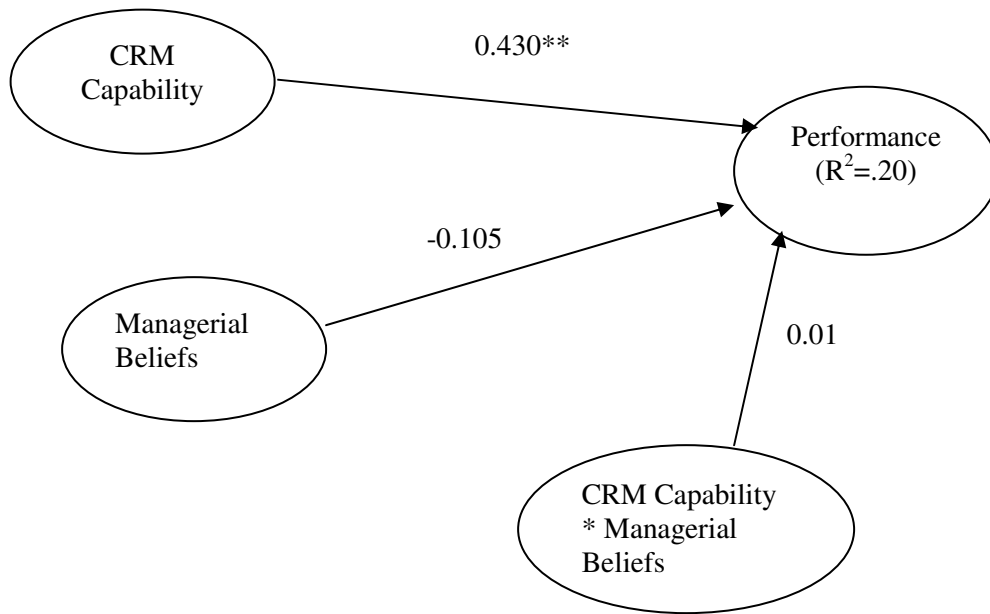 CRM
Capability
0.430**
Performance
(R²=.20)
-0.105
Managerial
Beliefs
0.01
CRM Capability
* Managerial
Beliefs